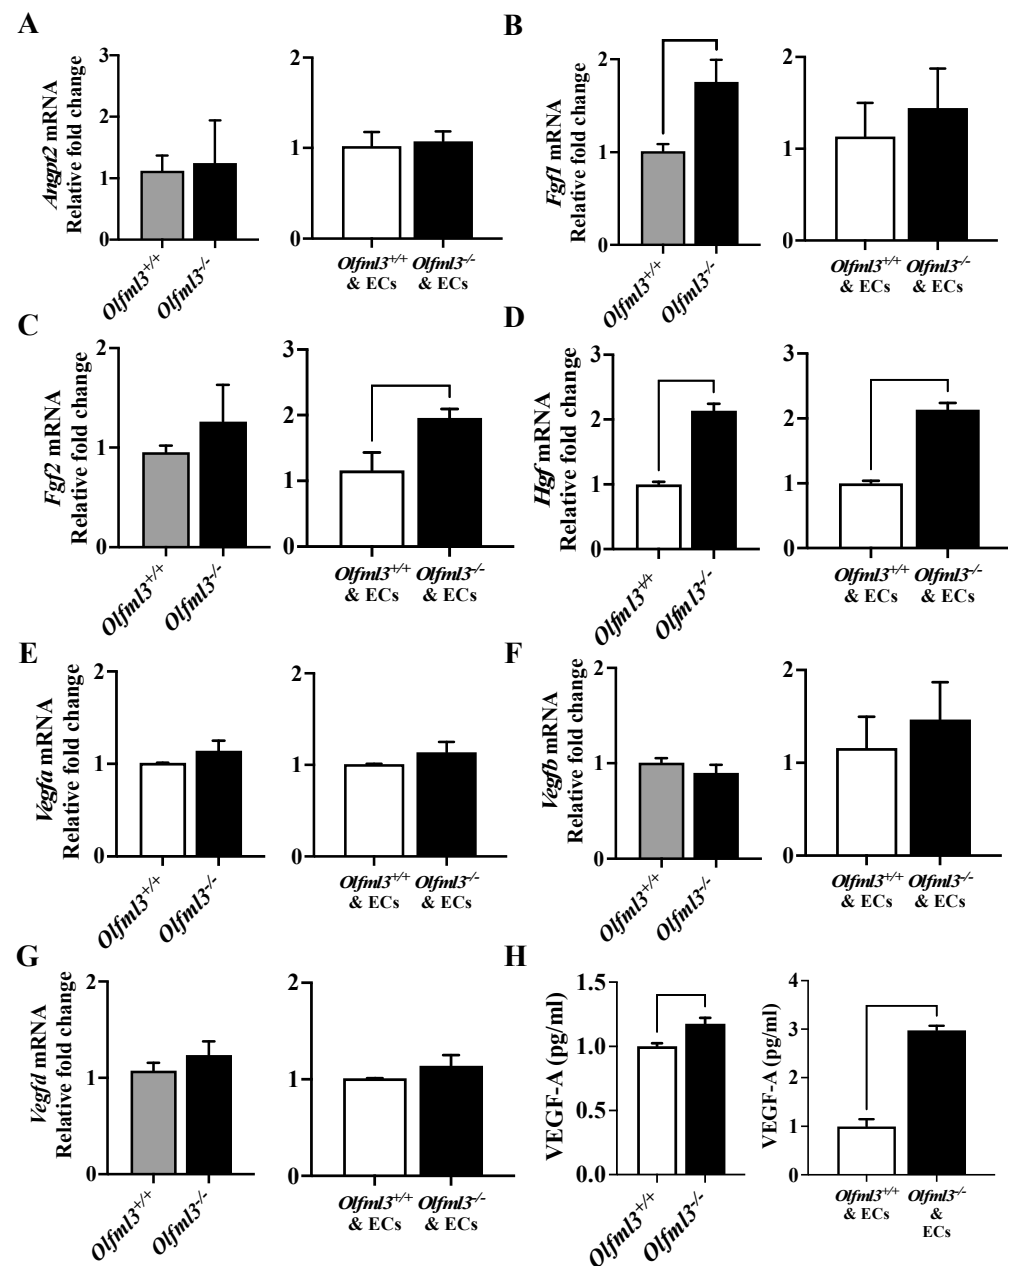 A
Angpt2 mRNA
Relative fold change
3
2
1
0
Olfml3+/+
Olfml3-/-
2
1
0
Olfml3+/+ Olfml3-/-
& ECs & ECs
B
Fgf1 mRNA
Relative fold change
2
1
0
Olfml3+/+
Olfml3-/-
2
1
0
Olfml3+/+ Olfml3-/-
& ECs & ECs
C
Fgf2 mRNA
Relative fold change
2
1
0
Olfml3+/+
Olfml3-/-
3
2
1
0
Olfml3+/+ Olfml3-/-
& ECs & ECs
D
Hgf mRNA
Relative fold change
3
2
1
0
Olfml3+/+
Olfml3-/-
3
2
1
0
Olfml3+/+ Olfml3-/-
& ECs & ECs
E
Vegfa mRNA
Relative fold change
2
1
0
Olfml3+/+
Olfml3-/-
2
1
0
Olfml3+/+ Olfml3-/-
& ECs & ECs
F
Vegfb mRNA
Relative fold change
2
1
0
Olfml3+/+
Olfml3-/-
2
1
0
Olfml3+/+ Olfml3-/-
& ECs & ECs
G
Vegfd mRNA
Relative fold change
2
1
0
Olfml3+/+
Olfml3-/-
2
1
0
Olfml3+/+ Olfml3-/-
& ECs & ECs
H
VEGF-A (pg/ml)
1.5
1.0
0.5
0.0
Olfml3+/+
Olfml3-/-
VEGF-A (pg/ml)
4
3
2
1
0
Olfml3+/+ Olfml3-/-
& ECs &
ECs